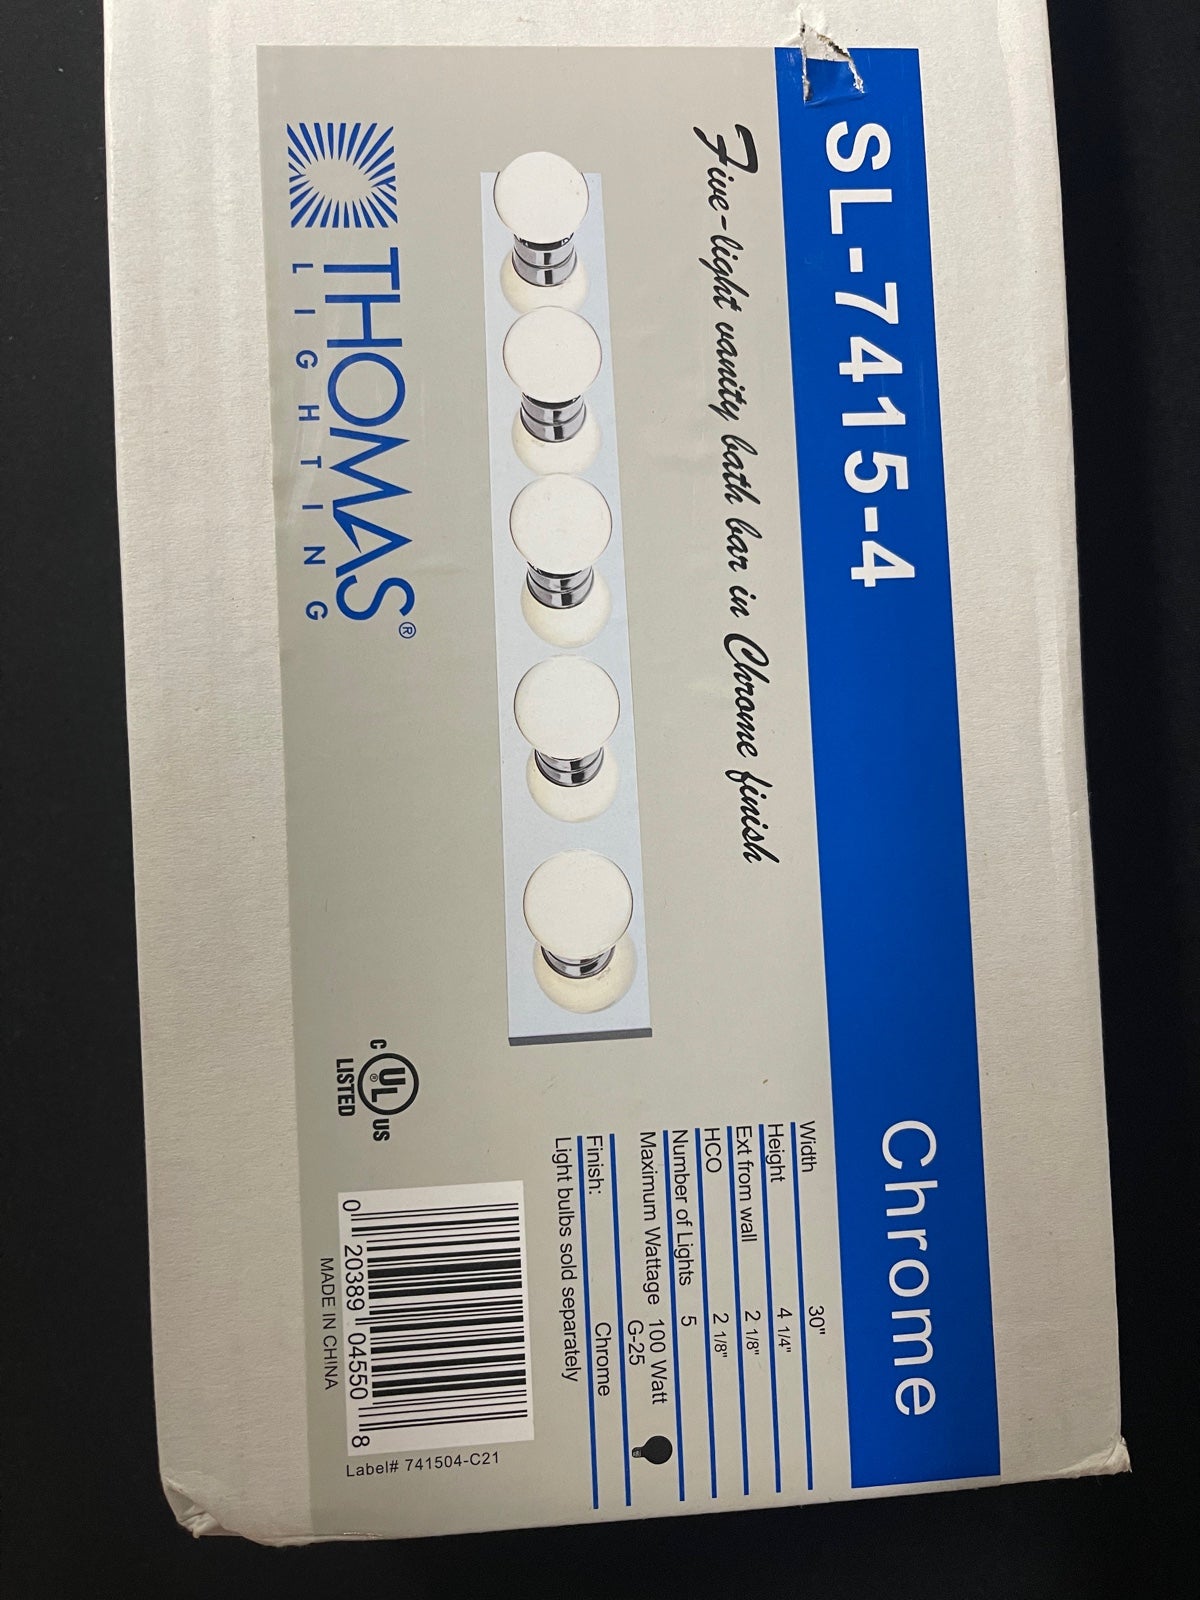 SL-7415-4 Chrome
Five-light vanity bath bar in Chrome finish
THOMAS®
LIGHTING
Width 30"
Height 4 1/4"
Ext from wall 2 1/8"
HCO 2 1/8"
Number of Lights 5
Maximum Wattage 100 Watt
G-25
Finish: Chrome
Light bulbs sold separately
C UL® US
LISTED
0 20389 04550 8
MADE IN CHINA
Label# 741504-C21